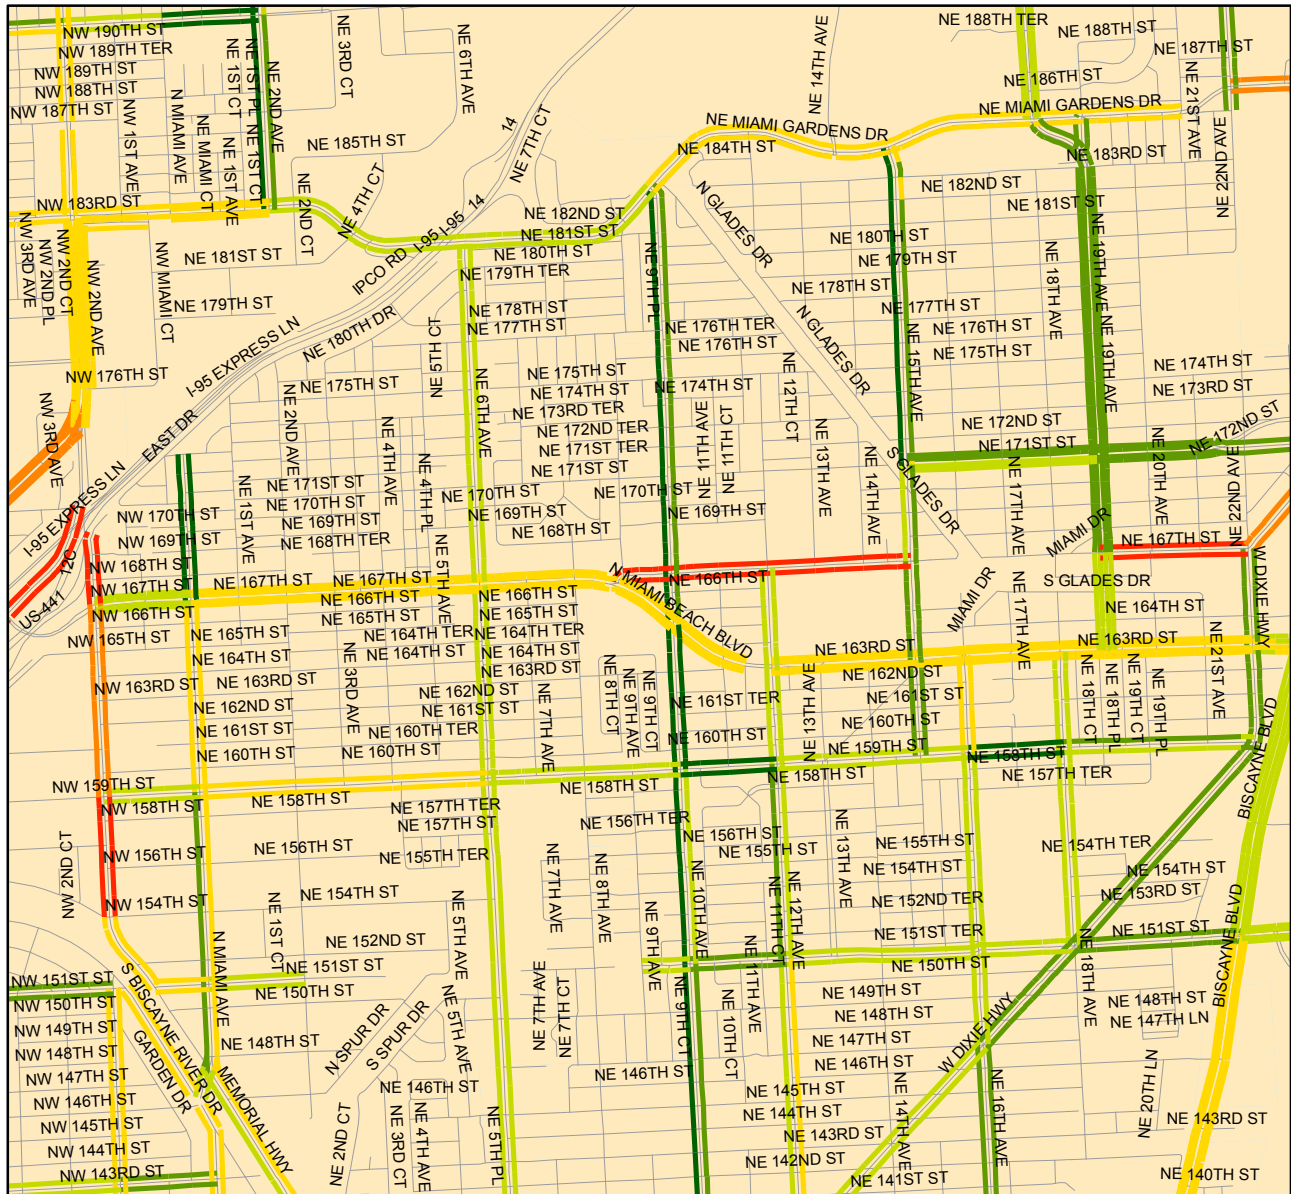 NW 190TH ST
NW 189TH TER
NW 189TH ST
NW 188TH ST
NW 187TH ST
NW 1ST AVE
N MIAMI AVE
NE MIAMI CT
NE 1ST CT
NE 1ST AVE
NE 1ST PL
NE 1ST CT
NE 2ND AVE
NE 3RD CT
NE 6TH AVE
NE 14TH AVE
NE 188TH TER
NE 188TH ST
NE 187TH ST
NE 186TH ST
NE MIAMI GARDENS DR
NE MIAMI GARDENS DR
NE 21ST AVE
NE 22ND AVE
NE 185TH ST
14
NE 7TH CT
NE 184TH ST
NE 183RD ST
NW 183RD ST
NE 2ND CT
NE 4TH CT
NE 182ND ST
NE 182ND ST
NE 181ST ST
NE 181ST ST
N GLADES DR
NW 3RD AVE
NW 2ND PL
NW 2ND CT
NW 2ND AVE
NW MIAMI CT
NE 181ST ST
IPCO RD
I-95
I-95
14
NE 180TH ST
NE 179TH TER
NE 9TH PL
NE 180TH ST
NE 179TH ST
NE 178TH ST
NE 18TH AVE
NE 19TH AVE
NE 179TH ST
NE 178TH ST
NE 177TH ST
NE 177TH ST
N GLADES DR
NE 176TH TER
NE 176TH ST
NE 176TH ST
NE 175TH ST
NE 15TH AVE
NE 19TH AVE
I-95 EXPRESS LN
NE 180TH DR
NE 5TH CT
NW 176TH ST
NE 175TH ST
NE 175TH ST
NE 174TH ST
NE 174TH ST
NE 173RD TER
NE 172ND TER
NE 171ST TER
NE 171ST ST
NE 12TH CT
NE 174TH ST
NE 173RD ST
NE 172ND ST
NE 172ND ST
NE 171ST ST
NW 3RD AVE
EAST DR
NE 2ND AVE
NE 4TH AVE
NE 4TH PL
NE 6TH AVE
NE 11TH AVE
NE 11TH CT
NE 13TH AVE
NE 14TH AVE
S GLADES DR
NE 17TH AVE
NE 20TH AVE
NE 22ND AVE
I-95 EXPRESS LN
NE 1ST AVE
NE 171ST ST
NE 170TH ST
NE 169TH ST
NE 168TH TER
NE 170TH ST
NE 169TH ST
NE 168TH ST
NE 170TH ST
NE 169TH ST
NW 170TH ST
NW 169TH ST
NW 168TH ST
NW 167TH ST
NW 166TH ST
NW 165TH ST
12C
US-441
NE 5TH AVE
NE 167TH ST
NE 167TH ST
NE 166TH ST
NE 165TH ST
NE 164TH TER
NE 164TH ST
NE 166TH ST
NE 165TH ST
NE 164TH TER
NE 164TH ST
NE 163RD ST
N MIAMI BEACH BLVD
NE 166TH ST
MIAMI DR
MIAMI DR
NE 167TH ST
S GLADES DR
NE 17TH AVE
NE 164TH ST
W DIXIE HWY
NE 163RD ST
NE 163RD ST
NE 165TH ST
NE 164TH ST
NE 163RD ST
NE 162ND ST
NE 161ST ST
NE 160TH ST
NW 163RD ST
NE 3RD AVE
NE 162ND ST
NE 161ST ST
NE 160TH TER
NE 160TH ST
NE 7TH AVE
NE 8TH CT
NE 9TH AVE
NE 9TH CT
NE 161ST TER
NE 160TH ST
NE 13TH AVE
NE 162ND ST
NE 161ST ST
NE 160TH ST
NE 159TH ST
NE 158TH ST
NE 158TH ST
NE 157TH TER
NE 18TH CT
NE 18TH PL
NE 19TH CT
NE 19TH PL
NE 21ST AVE
BISCAYNE BLVD
NW 159TH ST
NW 158TH ST
NE 158TH ST
NE 158TH ST
NE 157TH TER
NE 157TH ST
NE 155TH TER
NE 156TH TER
NE 156TH ST
NE 155TH ST
NE 13TH AVE
NE 155TH ST
NE 154TH ST
NE 152ND TER
NE 151ST TER
NE 150TH ST
NE 154TH TER
NE 154TH ST
NE 153RD ST
NE 151ST ST
BISCAYNE BLVD
NW 2ND CT
NW 156TH ST
NE 156TH ST
NW 154TH ST
NE 154TH ST
NE 1ST CT
NE 152ND ST
NE 151ST ST
NE 150TH ST
NE 5TH AVE
NE 7TH AVE
NE 8TH AVE
NE 9TH AVE
NE 10TH AVE
NE 11TH CT
NE 12TH AVE
NE 11TH AVE
NE 18TH AVE
NW 151ST ST
NW 150TH ST
NW 149TH ST
NW 148TH ST
NW 147TH ST
NW 146TH ST
NW 145TH ST
NW 144TH ST
NW 143RD ST
S BISCAYNE RIVER DR
GARDEN DR
N MIAMI AVE
MEMORIAL HWY
NE 148TH ST
N SPUR DR
S SPUR DR
NE 5TH AVE
NE 146TH ST
NE 2ND CT
NE 3RD CT
NE 4TH AVE
NE 5TH PL
NE 7TH AVE
NE 7TH CT
NE 146TH ST
NE 9TH CT
NE 10TH CT
NE 149TH ST
NE 148TH ST
NE 147TH ST
NE 146TH ST
NE 145TH ST
NE 144TH ST
NE 143RD ST
NE 142ND ST
NE 141ST ST
NE 14TH AVE
W DIXIE HWY
NE 16TH AVE
NE 148TH ST
NE 147TH LN
NE 20TH LN
NE 143RD ST
NE 140TH ST